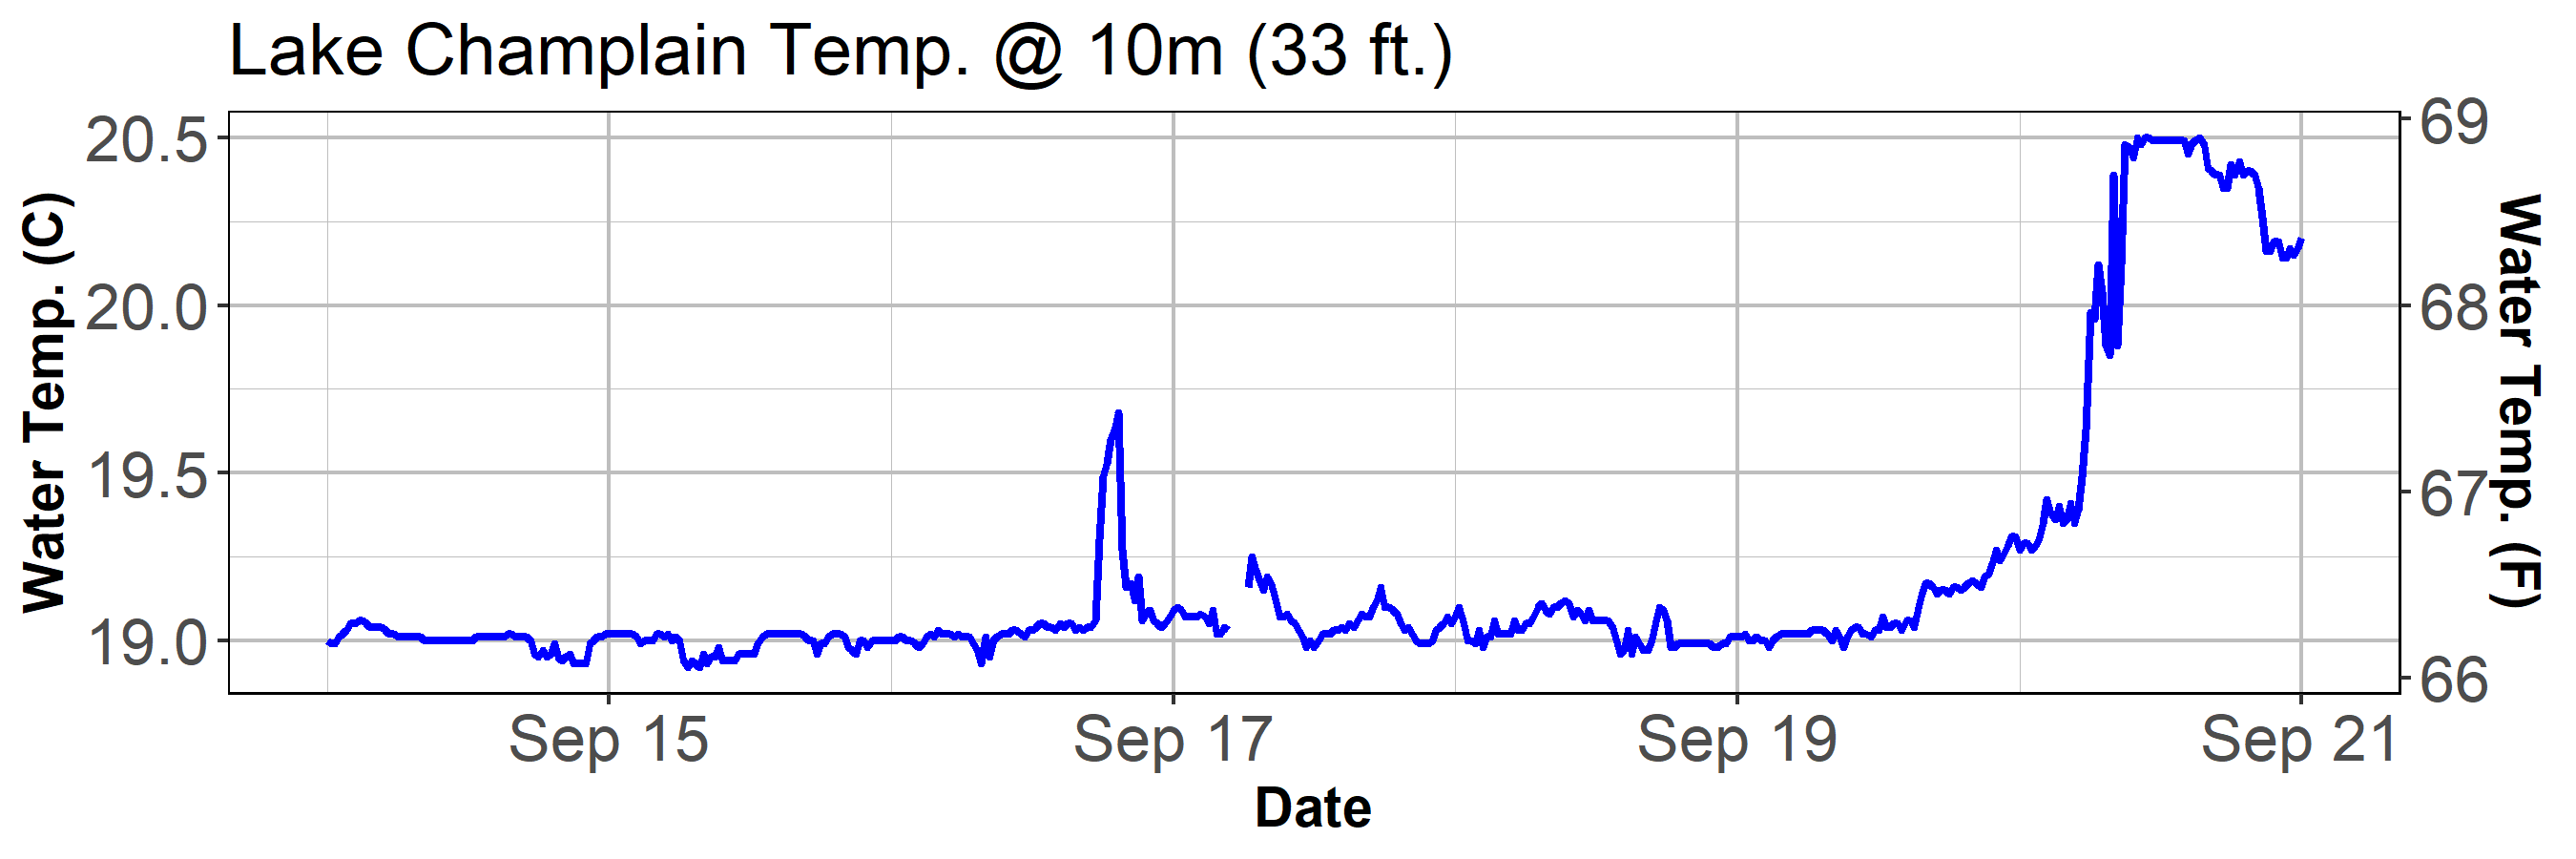 Lake Champlain Temp. @ 10m (33 ft.)
Water Temp. (C)
20.5
20.0
19.5
19.0
69
68
67
66
Water Temp. (F)
Sep 15 Sep 17 Sep 19 Sep 21
Date